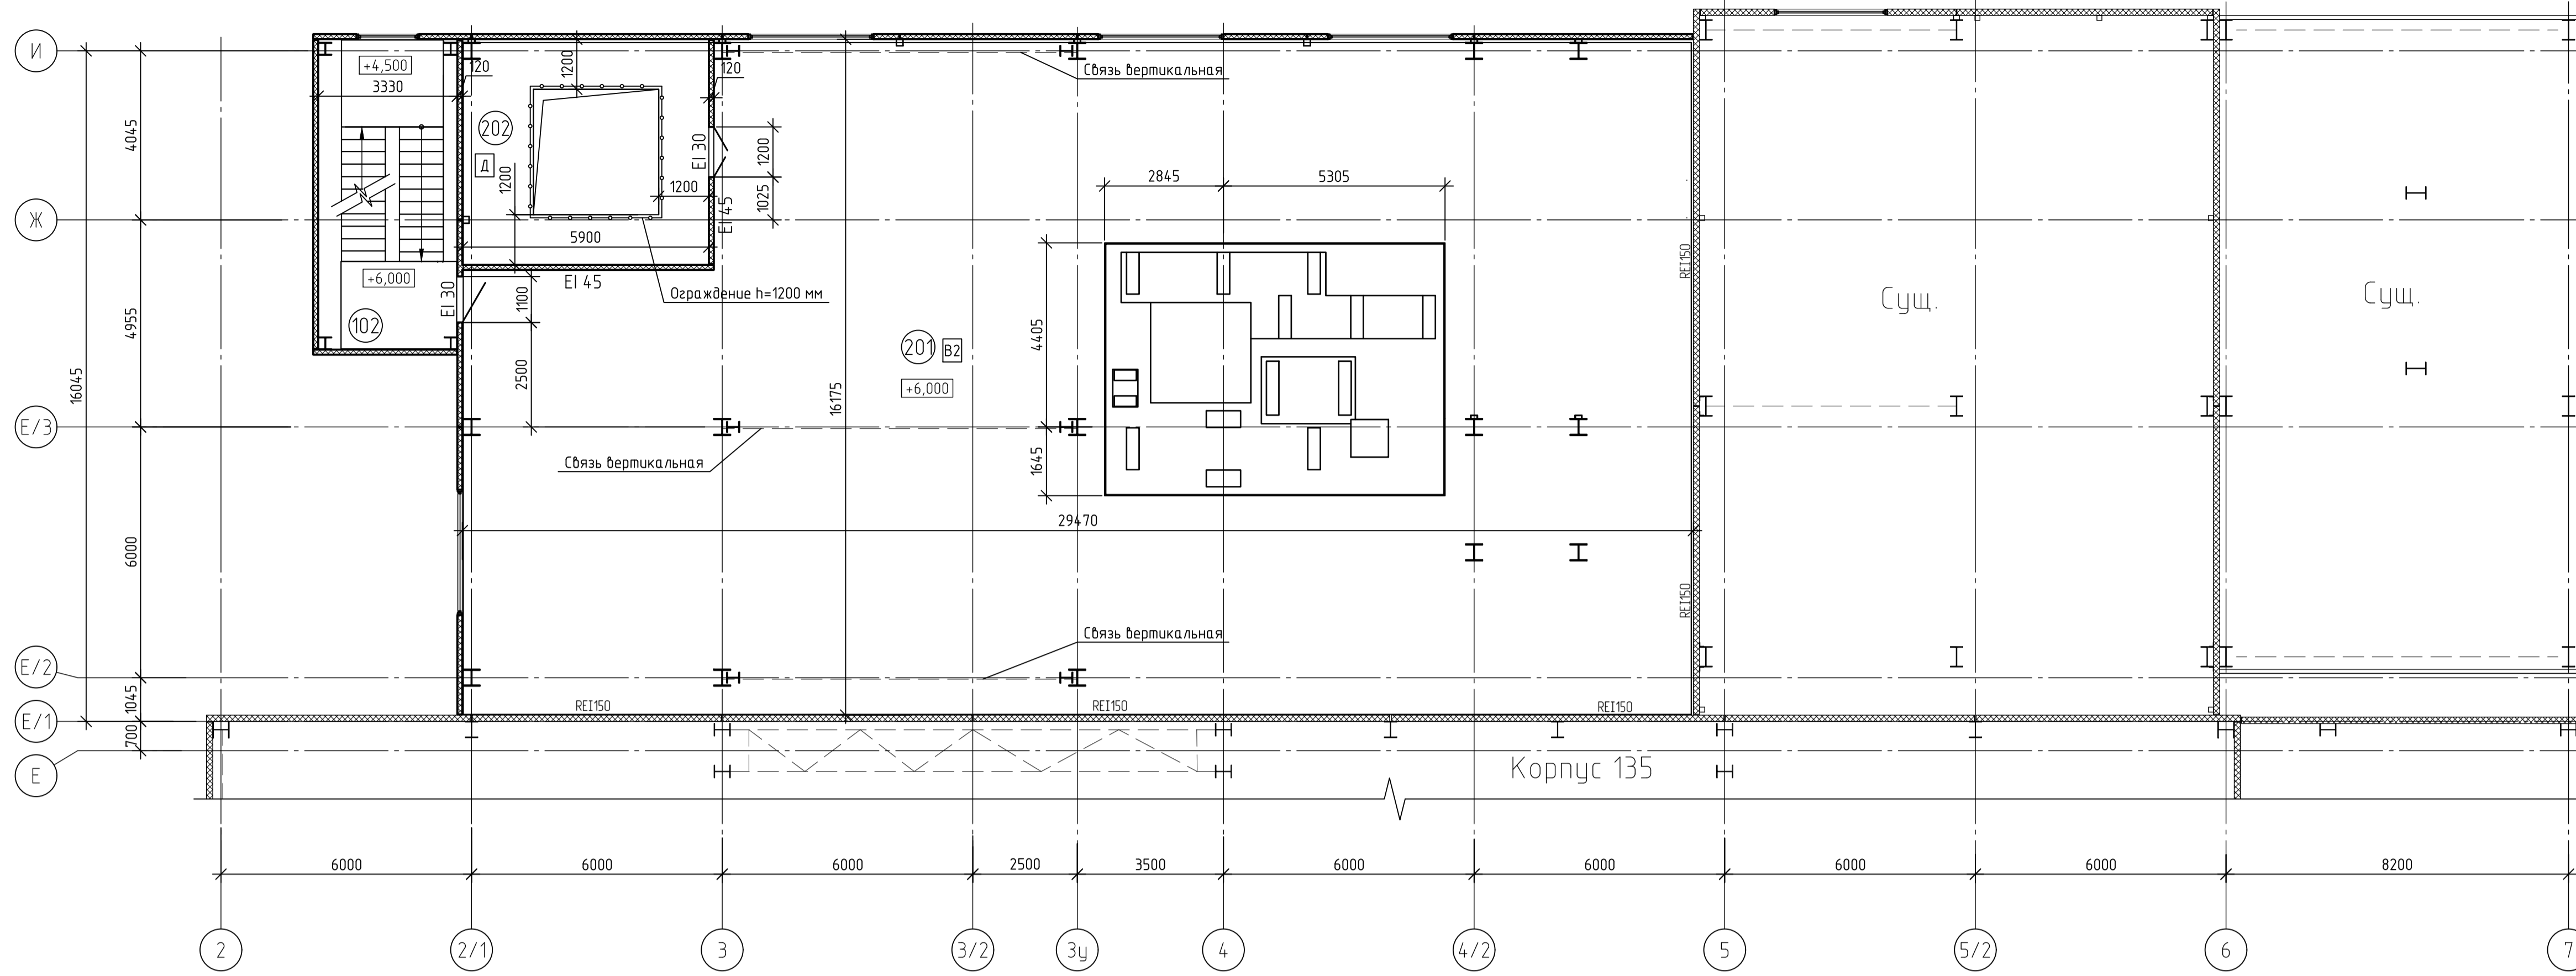 И
+4,500
3330
120
1200
120
Связь вертикальная
4045
202
Д
1200
EI 30
1200
1200
1025
2845
5305
Ж
EI 45
5900
+6,000
EI 30
EI 45
1100
Ограждение h=1200 мм
REI150
Сущ.
Сущ.
102
4955
4405
201
В2
+6,000
16045
2500
16175
Е/3
Связь вертикальная
1645
29470
6000
REI150
Связь вертикальная
Е/2
1045
REI150
REI150
REI150
Е/1
700
Е
Корпус 135
6000
6000
6000
2500
3500
6000
6000
6000
6000
8200
2
2/1
3
3/2
3у
4
4/2
5
5/2
6
7